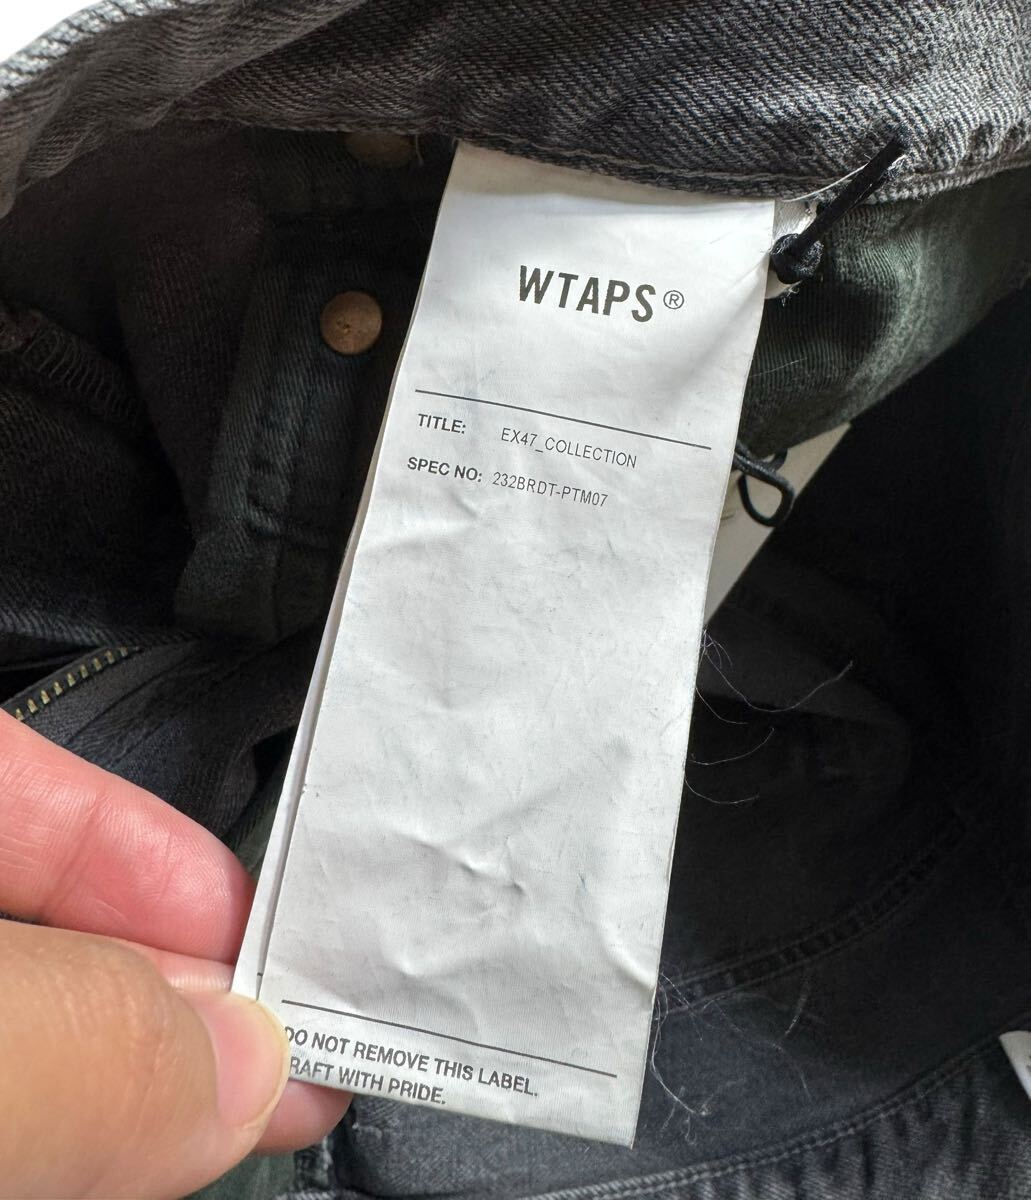 WTAPS®
TITLE: EX47_COLLECTION
SPEC NO: 232BRDT-PTM07
DO NOT REMOVE THIS LABEL.
RAFT WITH PRIDE.